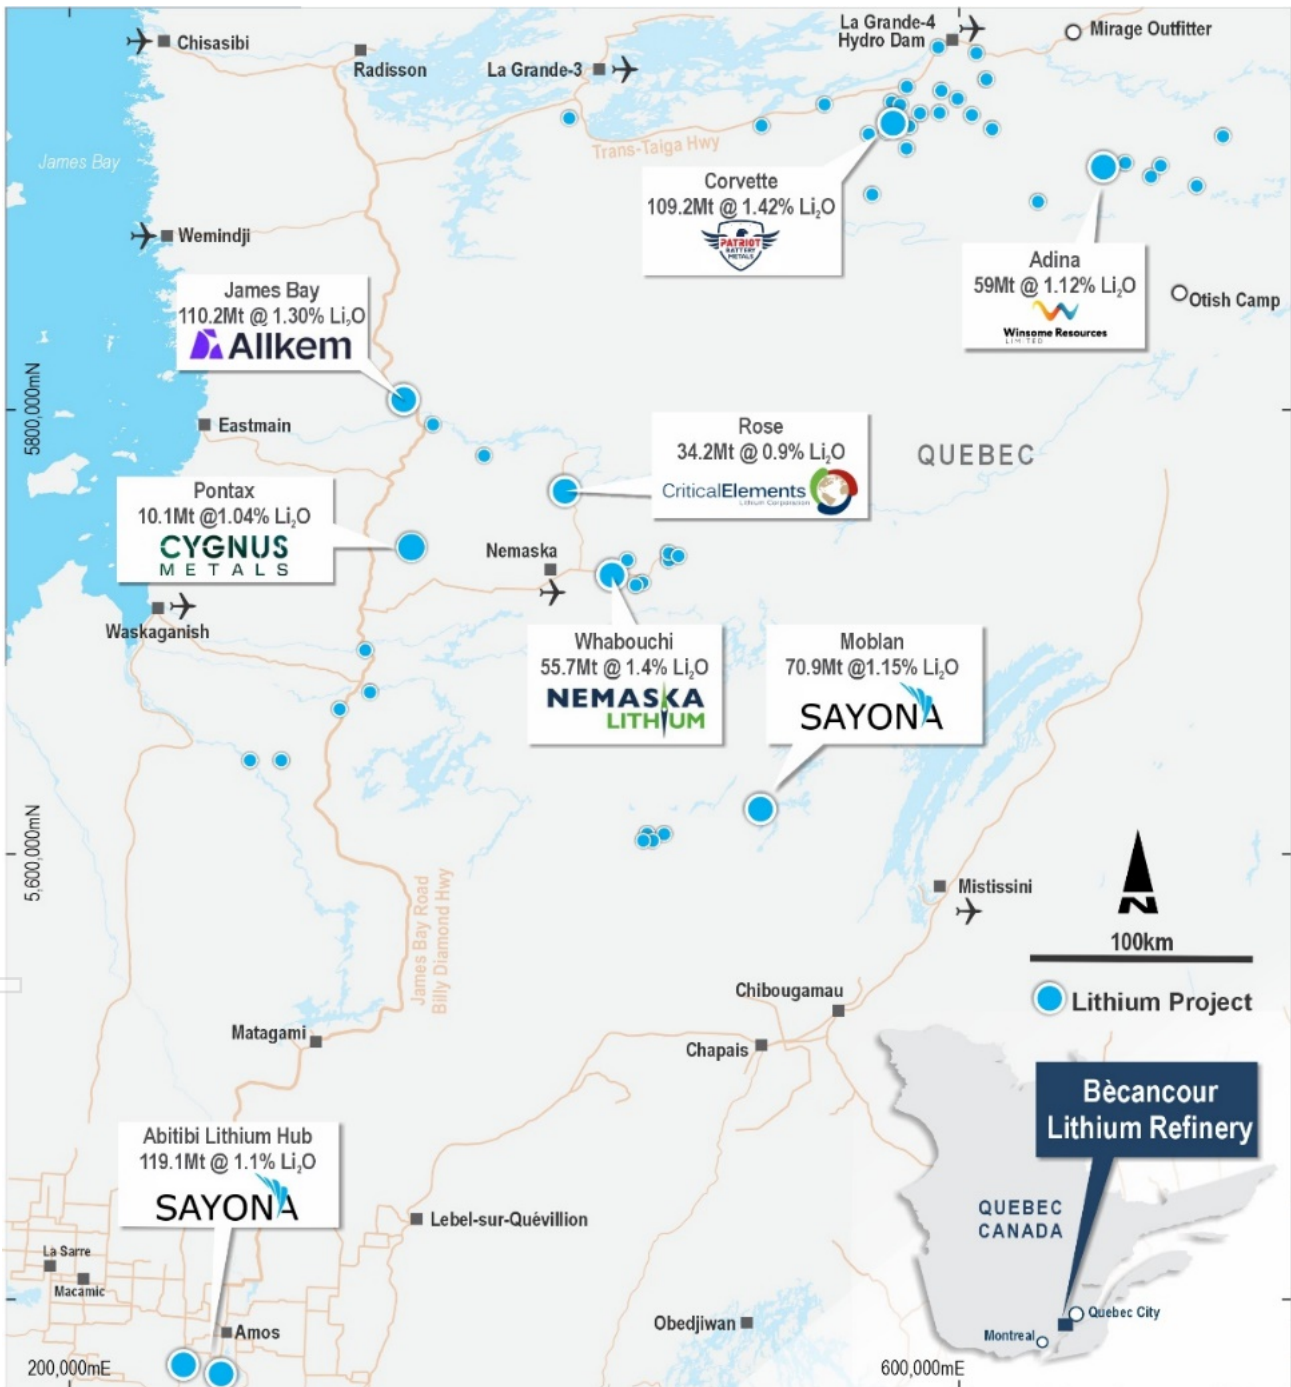 Chisasibi
Radisson
La Grande-3
La Grande-4
Hydro Dam
Mirage Outfitter
James Bay
Trans-Taiga Hwy
Corvette
109.2Mt @ 1.42% Li₂O
PATRIOT
BATTERY
METALS
Wemindji
Adina
59Mt @ 1.12% Li₂O
Winsome Resources
LIMITED
Otish Camp
James Bay
110.2Mt @ 1.30% Li₂O
Allkem
5800,000mN
Eastmain
Rose
34.2Mt @ 0.9% Li₂O
CriticalElements
Lithium Corporation
QUEBEC
Pontax
10.1Mt @1.04% Li₂O
CYGNUS
METALS
Nemaska
Waskaganish
Whabouchi
55.7Mt @ 1.4% Li₂O
NEMASKA
LITHIUM
Moblan
70.9Mt @1.15% Li₂O
SAYONA
5,600,000mN
James Bay Road
Billy Diamond Hwy
Mistissini
N
100km
Lithium Project
Chibougamau
Matagami
Chapais
Bècancour
Lithium Refinery
Abitibi Lithium Hub
119.1Mt @ 1.1% Li₂O
SAYONA
QUEBEC
CANADA
Lebel-sur-Quévillion
La Sarre
Macamic
Amos
Obedjiwan
Quebec City
Montreal
200,000mE
600,000mE